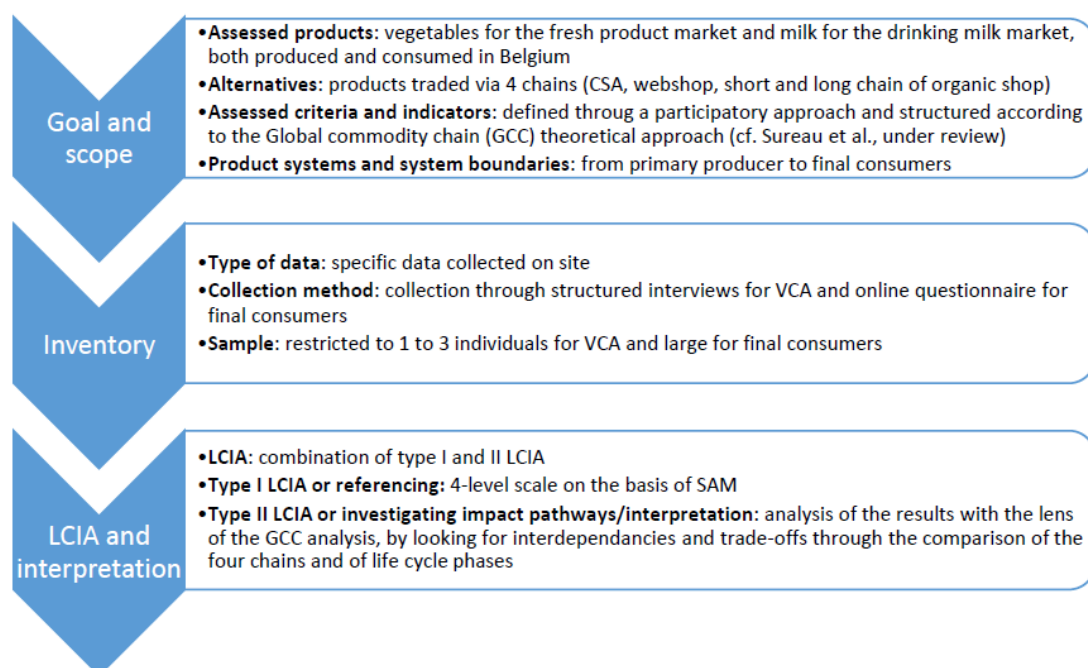 Goal and
scope
•Assessed products: vegetables for the fresh product market and milk for the drinking milk market,
both produced and consumed in Belgium
•Alternatives: products traded via 4 chains (CSA, webshop, short and long chain of organic shop)
•Assessed criteria and indicators: defined throug a participatory approach and structured according
to the Global commodity chain (GCC) theoretical approach (cf. Sureau et al., under review)
•Product systems and system boundaries: from primary producer to final consumers
Inventory
•Type of data: specific data collected on site
•Collection method: collection through structured interviews for VCA and online questionnaire for
final consumers
•Sample: restricted to 1 to 3 individuals for VCA and large for final consumers
LCIA and
interpretation
•LCIA: combination of type I and II LCIA
•Type I LCIA or referencing: 4-level scale on the basis of SAM
•Type II LCIA or investigating impact pathways/interpretation: analysis of the results with the lens
of the GCC analysis, by looking for interdependancies and trade-offs through the comparison of the
four chains and of life cycle phases